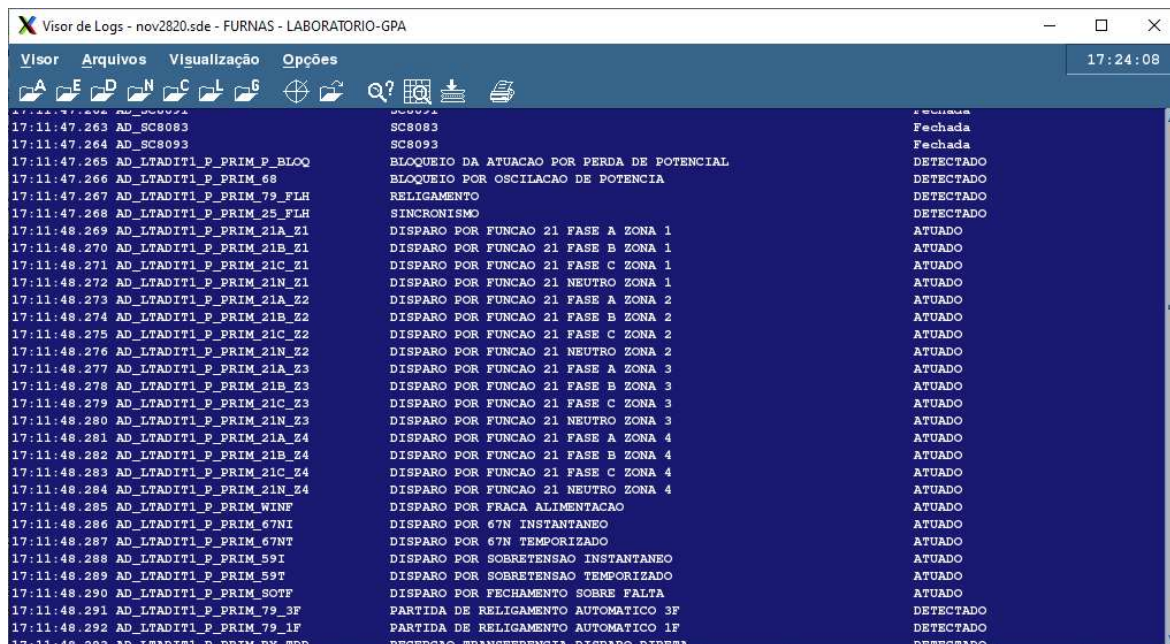 Visor de Logs - nov2820.sde - FURNAS - LABORATORIO-GPA
Visor Arquivos Visualização Opções 17:24:08
A E D N C L G
17:11:47.262 AD_SC8091 SC8091 Fechada
17:11:47.263 AD_SC8083 SC8083 Fechada
17:11:47.264 AD_SC8093 SC8093 Fechada
17:11:47.265 AD_LTADIT1_P_PRIM_P_BLOQ BLOQUEIO DA ATUACAO POR PERDA DE POTENCIAL DETECTADO
17:11:47.266 AD_LTADIT1_P_PRIM_68 BLOQUEIO POR OSCILACAO DE POTENCIA DETECTADO
17:11:47.267 AD_LTADIT1_P_PRIM_79_FLH RELIGAMENTO DETECTADO
17:11:47.268 AD_LTADIT1_P_PRIM_25_FLH SINCRONISMO DETECTADO
17:11:48.269 AD_LTADIT1_P_PRIM_21A_Z1 DISPARO POR FUNCAO 21 FASE A ZONA 1 ATUADO
17:11:48.270 AD_LTADIT1_P_PRIM_21B_Z1 DISPARO POR FUNCAO 21 FASE B ZONA 1 ATUADO
17:11:48.271 AD_LTADIT1_P_PRIM_21C_Z1 DISPARO POR FUNCAO 21 FASE C ZONA 1 ATUADO
17:11:48.272 AD_LTADIT1_P_PRIM_21N_Z1 DISPARO POR FUNCAO 21 NEUTRO ZONA 1 ATUADO
17:11:48.273 AD_LTADIT1_P_PRIM_21A_Z2 DISPARO POR FUNCAO 21 FASE A ZONA 2 ATUADO
17:11:48.274 AD_LTADIT1_P_PRIM_21B_Z2 DISPARO POR FUNCAO 21 FASE B ZONA 2 ATUADO
17:11:48.275 AD_LTADIT1_P_PRIM_21C_Z2 DISPARO POR FUNCAO 21 FASE C ZONA 2 ATUADO
17:11:48.276 AD_LTADIT1_P_PRIM_21N_Z2 DISPARO POR FUNCAO 21 NEUTRO ZONA 2 ATUADO
17:11:48.277 AD_LTADIT1_P_PRIM_21A_Z3 DISPARO POR FUNCAO 21 FASE A ZONA 3 ATUADO
17:11:48.278 AD_LTADIT1_P_PRIM_21B_Z3 DISPARO POR FUNCAO 21 FASE B ZONA 3 ATUADO
17:11:48.279 AD_LTADIT1_P_PRIM_21C_Z3 DISPARO POR FUNCAO 21 FASE C ZONA 3 ATUADO
17:11:48.280 AD_LTADIT1_P_PRIM_21N_Z3 DISPARO POR FUNCAO 21 NEUTRO ZONA 3 ATUADO
17:11:48.281 AD_LTADIT1_P_PRIM_21A_Z4 DISPARO POR FUNCAO 21 FASE A ZONA 4 ATUADO
17:11:48.282 AD_LTADIT1_P_PRIM_21B_Z4 DISPARO POR FUNCAO 21 FASE B ZONA 4 ATUADO
17:11:48.283 AD_LTADIT1_P_PRIM_21C_Z4 DISPARO POR FUNCAO 21 FASE C ZONA 4 ATUADO
17:11:48.284 AD_LTADIT1_P_PRIM_21N_Z4 DISPARO POR FUNCAO 21 NEUTRO ZONA 4 ATUADO
17:11:48.285 AD_LTADIT1_P_PRIM_WINF DISPARO POR FRACA ALIMENTACAO ATUADO
17:11:48.286 AD_LTADIT1_P_PRIM_67NI DISPARO POR 67N INSTANTANEO ATUADO
17:11:48.287 AD_LTADIT1_P_PRIM_67NT DISPARO POR 67N TEMPORIZADO ATUADO
17:11:48.288 AD_LTADIT1_P_PRIM_59I DISPARO POR SOBRETENSAO INSTANTANEO ATUADO
17:11:48.289 AD_LTADIT1_P_PRIM_59T DISPARO POR SOBRETENSAO TEMPORIZADO ATUADO
17:11:48.290 AD_LTADIT1_P_PRIM_SOTF DISPARO POR FECHAMENTO SOBRE FALTA ATUADO
17:11:48.291 AD_LTADIT1_P_PRIM_79_3F PARTIDA DE RELIGAMENTO AUTOMATICO 3F DETECTADO
17:11:48.292 AD_LTADIT1_P_PRIM_79_1F PARTIDA DE RELIGAMENTO AUTOMATICO 1F DETECTADO
17:11:48.293 RECEPCAO TRANSFERENCIA DISPARO DIRETA DETECTADO